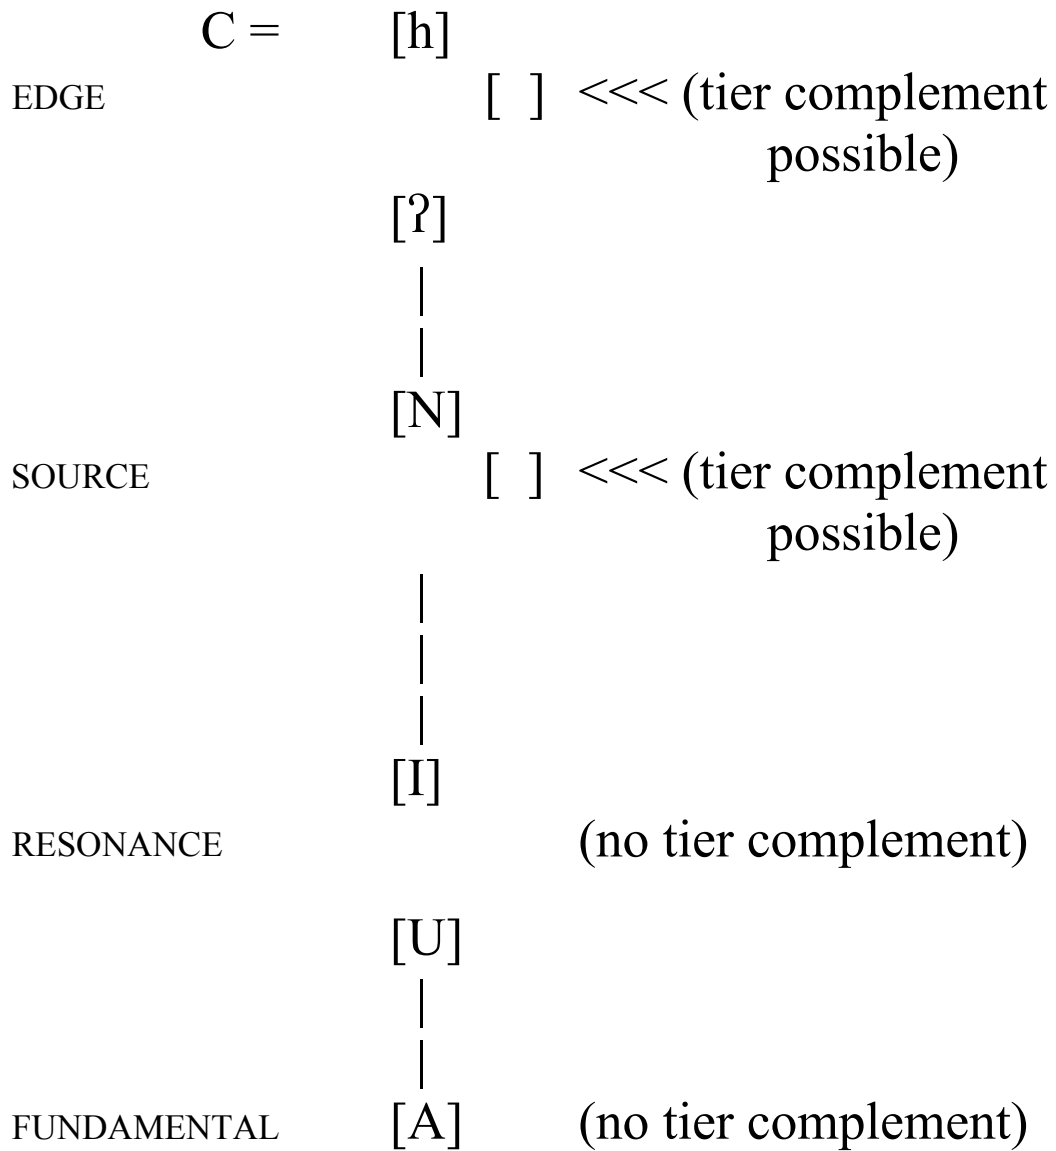 C = [h]
EDGE [ ] <<< (tier complement
possible)
[ʔ]
|
|
[N]
SOURCE [ ] <<< (tier complement
possible)
|
|
|
[I]
RESONANCE (no tier complement)
[U]
|
|
FUNDAMENTAL [A] (no tier complement)